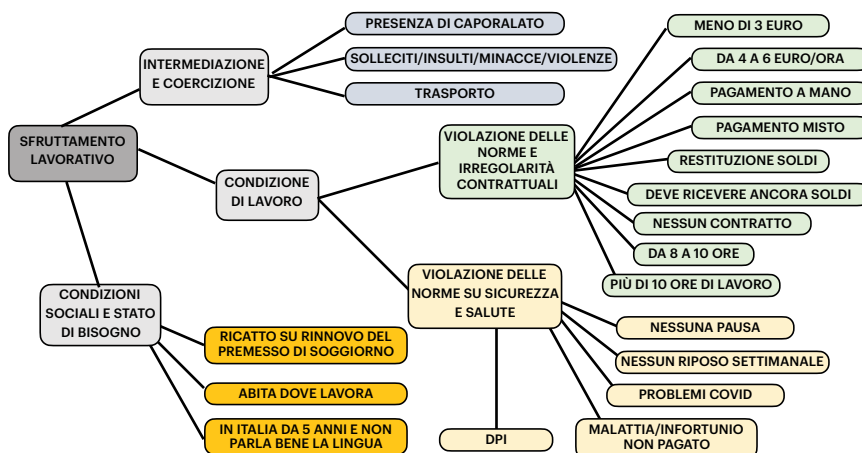 PRESENZA DI CAPORALATO
INTERMEDIAZIONE
E COERCIZIONE
SOLLECITI/INSULTI/MINACCE/VIOLENZE
TRASPORTO
SFRUTTAMENTO
LAVORATIVO
CONDIZIONE
DI LAVORO
VIOLAZIONE DELLE
NORME E
IRREGOLARITÀ
CONTRATTUALI
MENO DI 3 EURO
DA 4 A 6 EURO/ORA
PAGAMENTO A MANO
PAGAMENTO MISTO
RESTITUZIONE SOLDI
DEVE RICEVERE ANCORA SOLDI
NESSUN CONTRATTO
DA 8 A 10 ORE
PIÙ DI 10 ORE DI LAVORO
VIOLAZIONE DELLE
NORME SU SICUREZZA
E SALUTE
NESSUNA PAUSA
NESSUN RIPOSO SETTIMANALE
PROBLEMI COVID
MALATTIA/INFORTUNIO
NON PAGATO
DPI
CONDIZIONI
SOCIALI E STATO
DI BISOGNO
RICATTO SU RINNOVO DEL
PREMESSO DI SOGGIORNO
ABITA DOVE LAVORA
IN ITALIA DA 5 ANNI E NON
PARLA BENE LA LINGUA